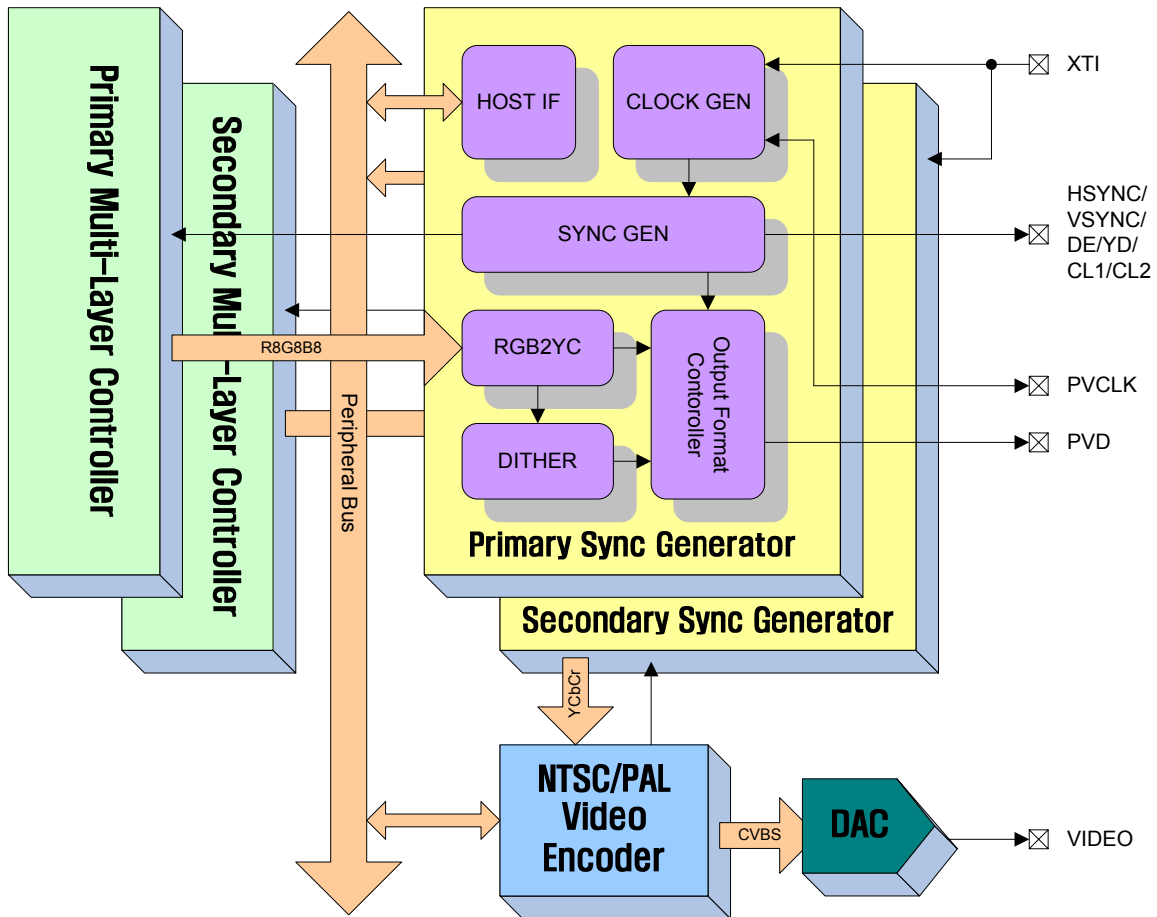 Primary Multi-Layer Controller
Secondary Multi-Layer Controller
Peripheral Bus
R8G8B8
HOST IF
CLOCK GEN
SYNC GEN
RGB2YC
DITHER
Output Format
Contoroller
Primary Sync Generator
Secondary Sync Generator
XTI
HSYNC/
VSYNC/
DE/YD/
CL1/CL2
PVCLK
PVD
YCbCr
NTSC/PAL
Video
Encoder
CVBS
DAC
VIDEO